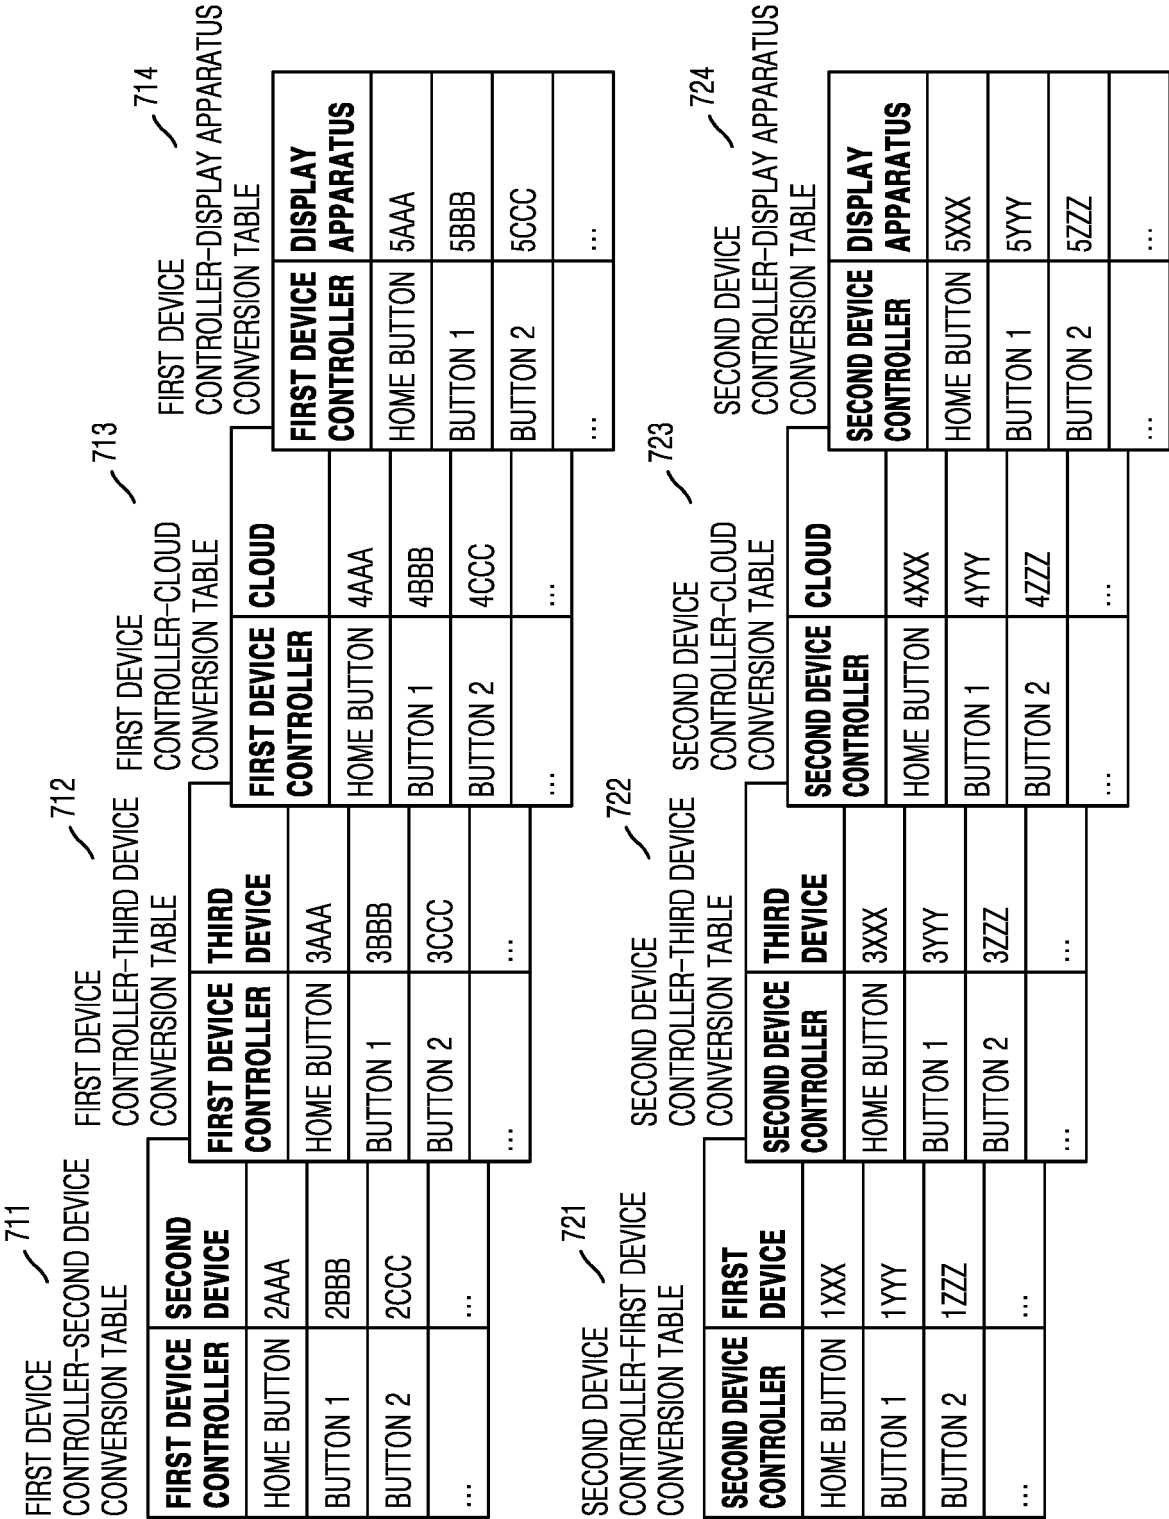 711
FIRST DEVICE
CONTROLLER-SECOND DEVICE
CONVERSION TABLE
FIRST DEVICE CONTROLLER SECOND DEVICE
HOME BUTTON 2AAA
BUTTON 1 2BBB
BUTTON 2 2CCC
... ...
712
FIRST DEVICE
CONTROLLER-THIRD DEVICE
CONVERSION TABLE
FIRST DEVICE CONTROLLER THIRD DEVICE
HOME BUTTON 3AAA
BUTTON 1 3BBB
BUTTON 2 3CCC
... ...
713
FIRST DEVICE
CONTROLLER-CLOUD
CONVERSION TABLE
FIRST DEVICE CONTROLLER CLOUD
HOME BUTTON 4AAA
BUTTON 1 4BBB
BUTTON 2 4CCC
... ...
714
FIRST DEVICE
CONTROLLER-DISPLAY APPARATUS
CONVERSION TABLE
FIRST DEVICE CONTROLLER DISPLAY APPARATUS
HOME BUTTON 5AAA
BUTTON 1 5BBB
BUTTON 2 5CCC
... ...
721
SECOND DEVICE
CONTROLLER-FIRST DEVICE
CONVERSION TABLE
SECOND DEVICE CONTROLLER FIRST DEVICE
HOME BUTTON 1XXX
BUTTON 1 1YYY
BUTTON 2 1ZZZ
... ...
722
SECOND DEVICE
CONTROLLER-THIRD DEVICE
CONVERSION TABLE
SECOND DEVICE CONTROLLER THIRD DEVICE
HOME BUTTON 3XXX
BUTTON 1 3YYY
BUTTON 2 3ZZZ
... ...
723
SECOND DEVICE
CONTROLLER-CLOUD
CONVERSION TABLE
SECOND DEVICE CONTROLLER CLOUD
HOME BUTTON 4XXX
BUTTON 1 4YYY
BUTTON 2 4ZZZ
... ...
724
SECOND DEVICE
CONTROLLER-DISPLAY APPARATUS
CONVERSION TABLE
SECOND DEVICE CONTROLLER DISPLAY APPARATUS
HOME BUTTON 5XXX
BUTTON 1 5YYY
BUTTON 2 5ZZZ
... ...